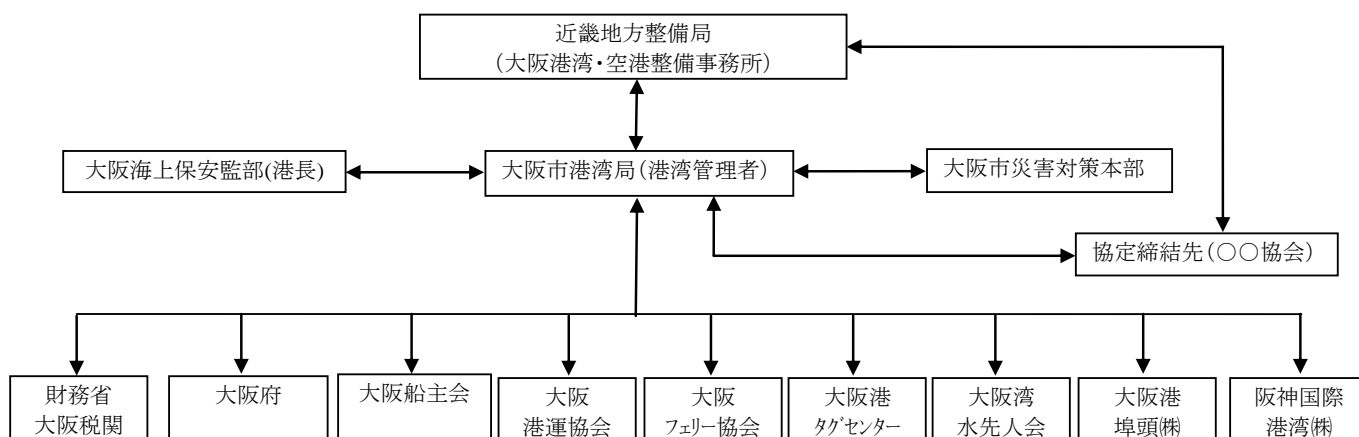 近畿地方整備局
（大阪港湾・空港整備事務所）
大阪海上保安監部(港長)
大阪市港湾局（港湾管理者）
大阪市災害対策本部
協定締結先（○○協会）
財務省
大阪税関
大阪府
大阪船主会
大阪
港運協会
大阪
フェリー協会
大阪港
タグセンター
大阪湾
水先人会
大阪港
埠頭㈱
阪神国際
港湾㈱